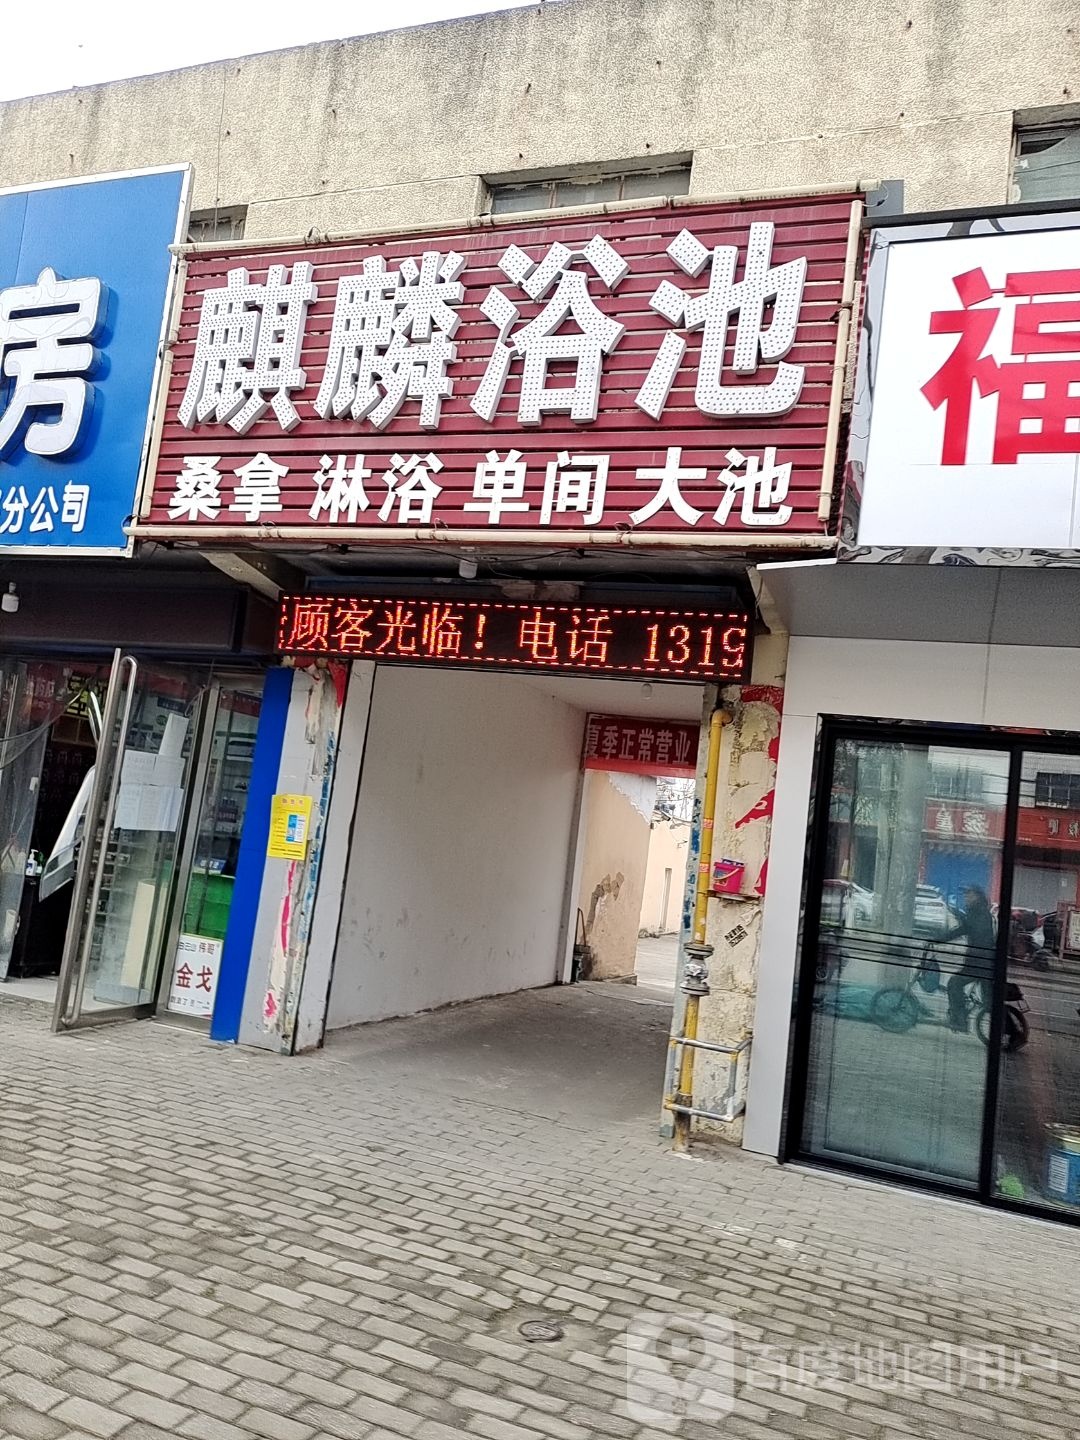 房
分公司
麒麟浴池
桑拿 淋浴 单间 大池
福
顾客光临！电话 1319
夏季正常营业
伟哥
金戈
百度地图用户